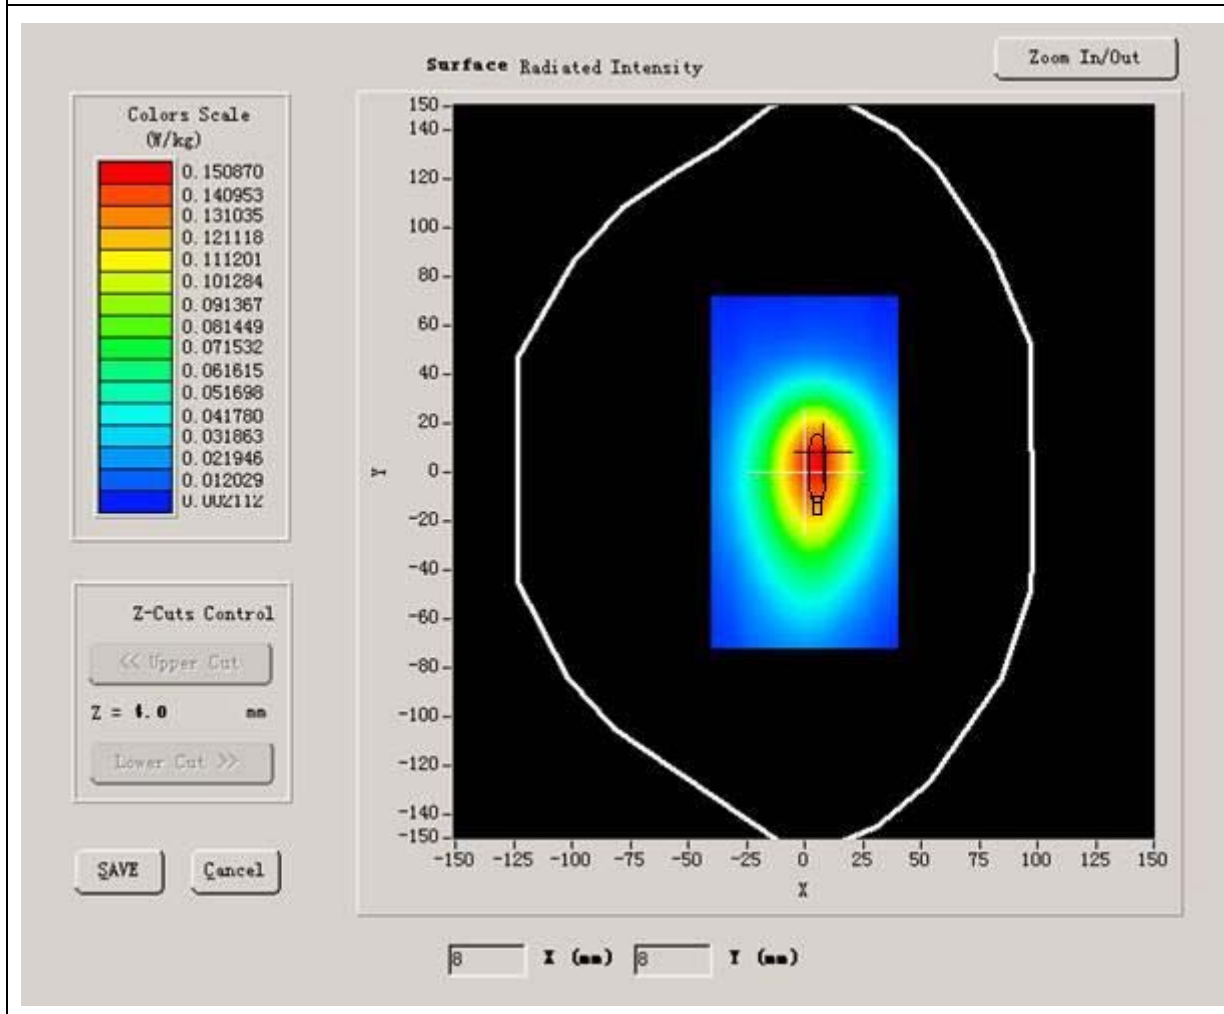 Surface Radiated Intensity
Zoom In/Out
Colors Scale
(W/kg)
0.150870
0.140953
0.131035
0.121118
0.111201
0.101284
0.091367
0.081449
0.071532
0.061615
0.051698
0.041780
0.031863
0.021946
0.012029
0.002112
Z-Cuts Control
<< Upper Cut
Z = 4.0 mm
Lower Cut >>
SAVE Cancel
150
140
120
100
80
60
40
20
0
-20
-40
-60
-80
-100
-120
-140
-150
Y
-150 -125 -100 -75 -50 -25 0 25 50 75 100 125 150
X
8 X (mm) 8 Y (mm)